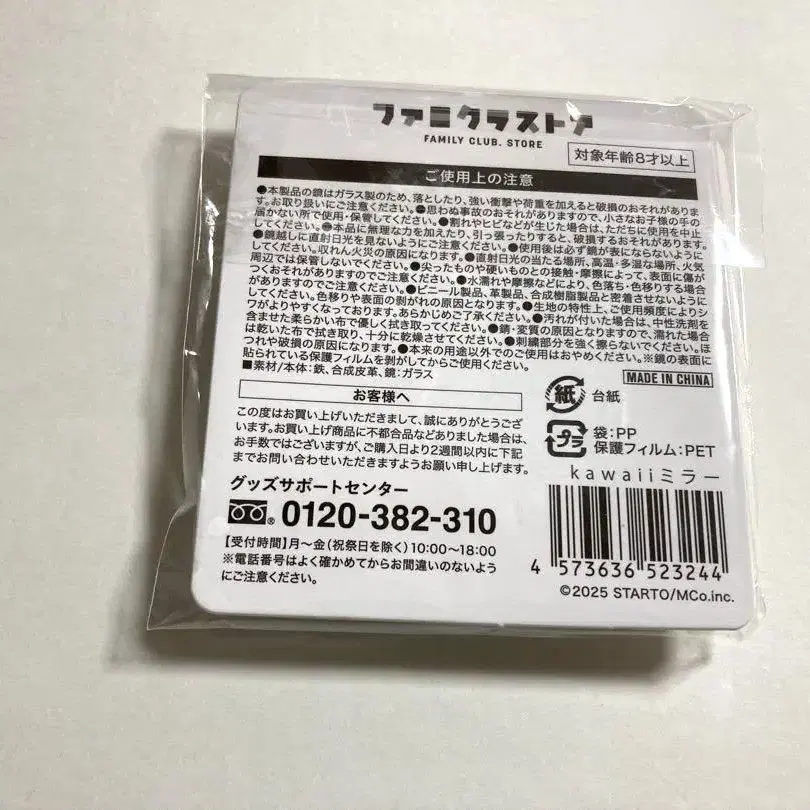 ファミクラストア
FAMILY CLUB. STORE
対象年齢8才以上
ご使用上の注意
●本製品の鏡はガラス製のため、落としたり、強い衝撃や荷重を加えると破損のおそれがありま
す。お取り扱いにご注意ください。●思わぬ事故のおそれがありますので、小さなお子様の手の
届かない所で使用・保管してください。●割れやヒビなどが生じた場合は、ただちに使用を中止
してください。●本品に無理な力を加えたり、引っ張ったりすると、破損するおそれがあります。
●鏡越しに直射日光を見ないようにご注意ください。●使用後は必ず鏡が表にならないように
してください。収れん火災の原因になります。●直射日光の当たる場所、高温・多湿な場所、火気
周辺では保管しないでください。●尖ったものや硬いものとの接触・摩擦によって、表面に傷が
つくおそれがありますのでご注意ください。●水濡れや摩擦などにより、色落ち・色移りする場合
がありますのでご注意ください。●ビニール製品、革製品、合成樹脂製品と密着させないように
してください。色移りや表面の剥がれの原因となります。●生地の特性上、ご使用頻度によりシ
ワがよりやすくなっております。あらかじめご了承ください。●汚れが付いた場合は、中性洗剤を
含ませた柔らかい布で優しく拭き取ってください。●錆・変質の原因となりますので、濡れた場合
は乾いた布で拭き取り、十分に乾燥させてください。●刺繍部分を強く擦らないでください。ほ
つれや破損の原因になります。●本来の用途以外でのご使用はおやめください。※鏡の表面に
貼られている保護フィルムを剥がしてからご使用ください。
■素材/本体:鉄、合成皮革、鏡:ガラス
MADE IN CHINA
お客様へ
この度はお買い上げいただきまして、誠にありがとうござ
います。お買い上げ商品に不都合品などありました場合は、
お手数ではございますが、ご購入日より2週間以内に下記
までお問い合わせいただきますようお願い申し上げます。
グッズサポートセンター
0120-382-310
【受付時間】月～金(祝祭日を除く)10:00～18:00
※電話番号はよく確かめてからお間違いのないよう
にご注意ください。
紙 台紙
プラ 袋:PP
保護フィルム:PET
kawaiiミラー
4 573636 523244
©2025 STARTO/MCo.inc.